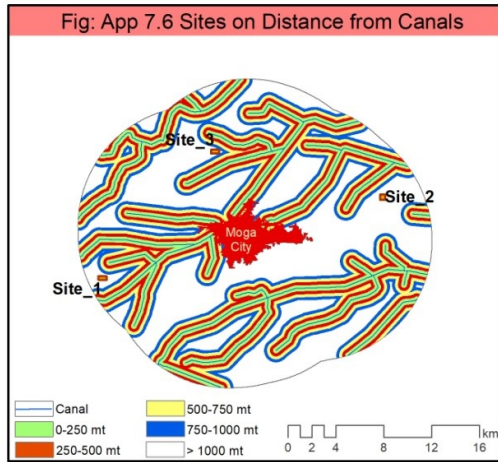 Fig: App 7.6 Sites on Distance from Canals
Site_3
Site_2
Moga
City
Site_1
Canal
0-250 mt
250-500 mt
500-750 mt
750-1000 mt
> 1000 mt
km
0 2 4 8 12 16